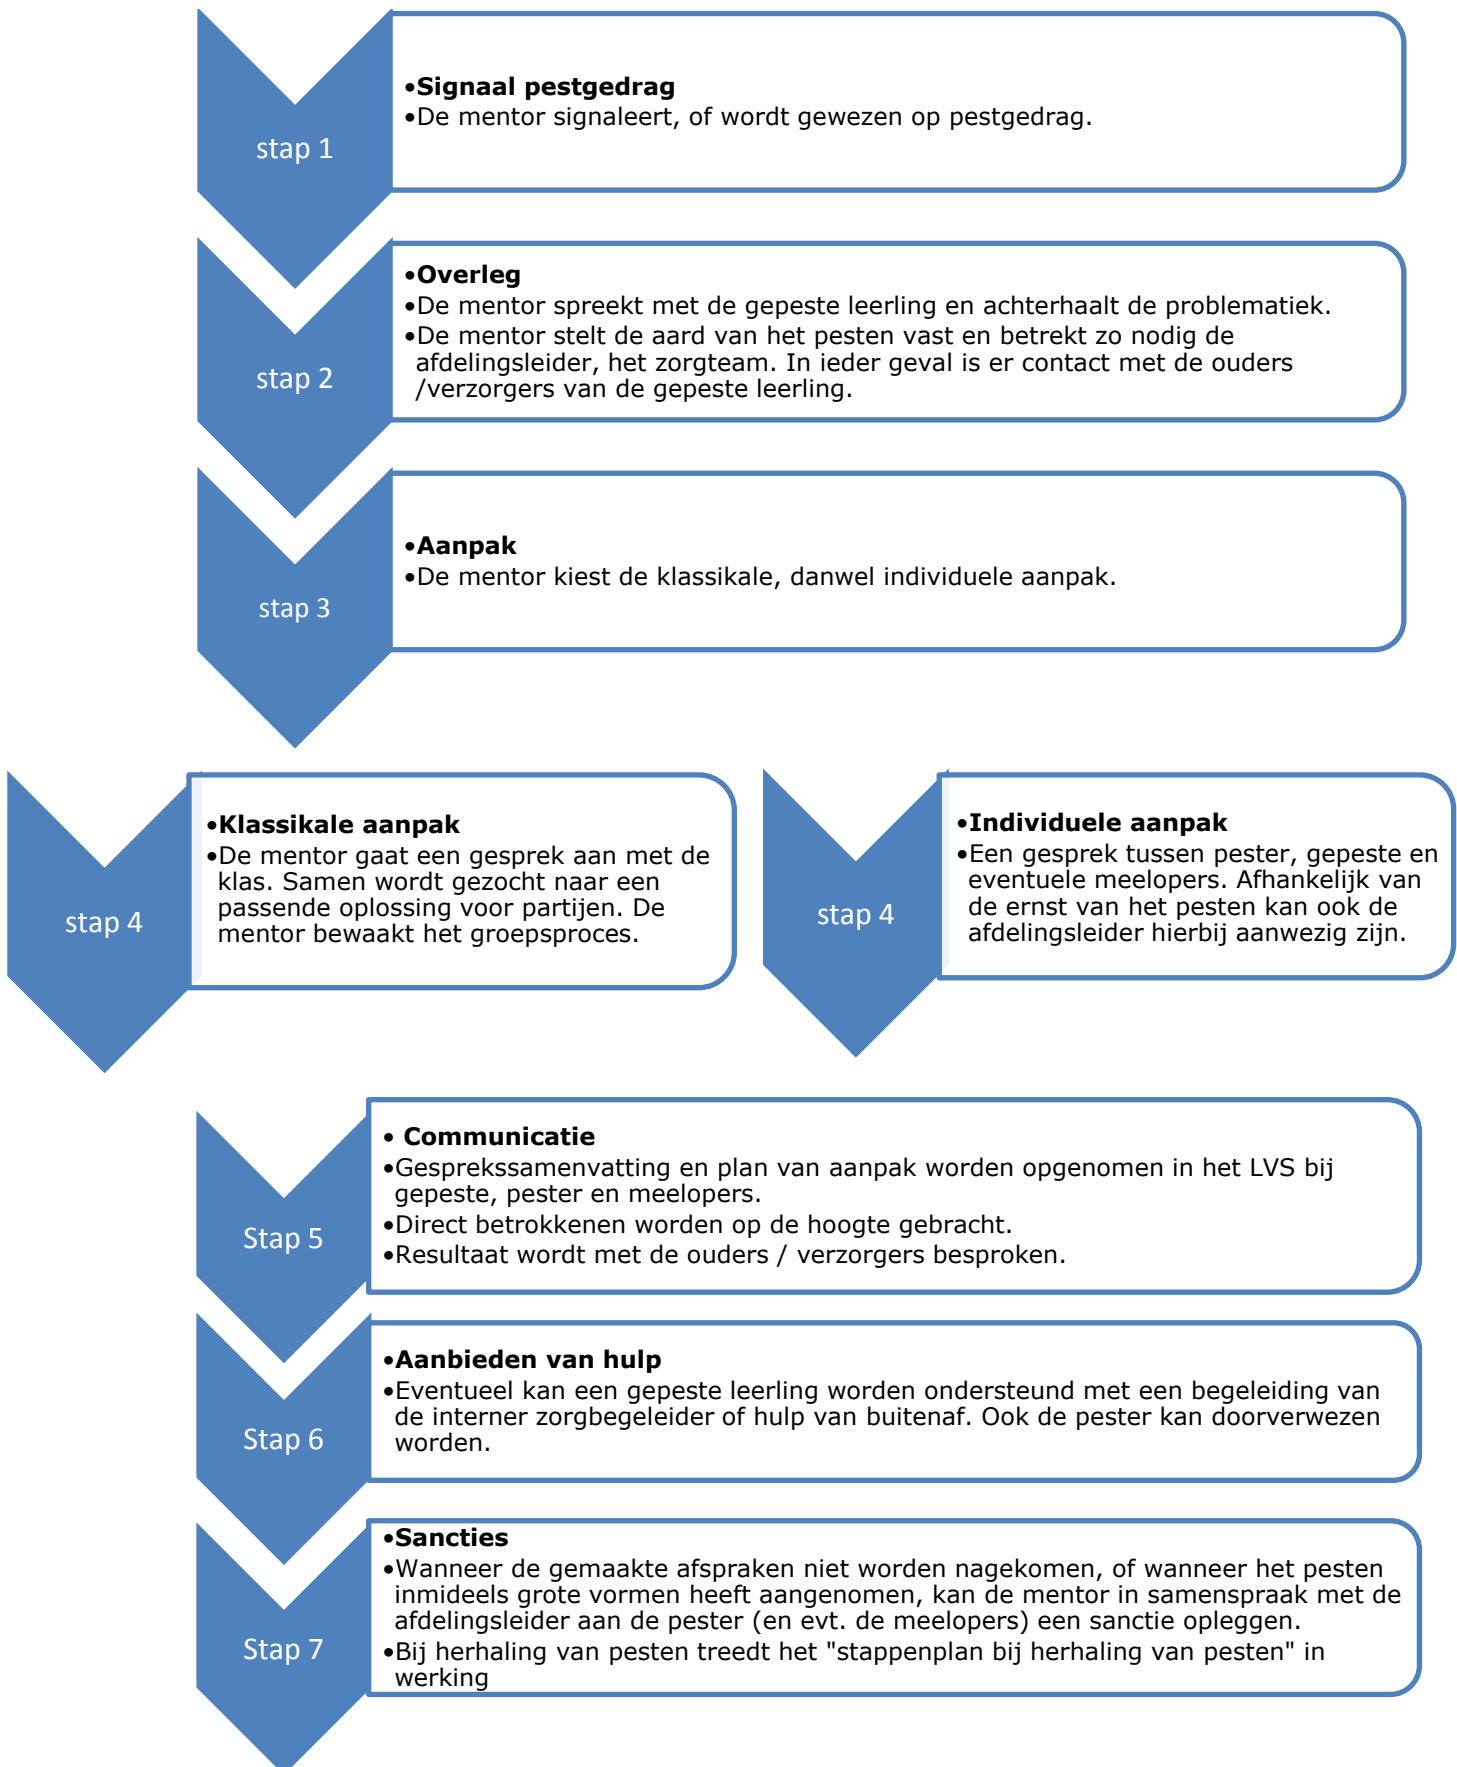 stap 1
•Signaal pestgedrag
•De mentor signaleert, of wordt gewezen op pestgedrag.
stap 2
•Overleg
•De mentor spreekt met de gepeste leerling en achterhaalt de problematiek.
•De mentor stelt de aard van het pesten vast en betrekt zo nodig de
afdelingsleider, het zorgteam. In ieder geval is er contact met de ouders
/verzorgers van de gepeste leerling.
stap 3
•Aanpak
•De mentor kiest de klassikale, danwel individuele aanpak.
stap 4
•Klassikale aanpak
•De mentor gaat een gesprek aan met de
klas. Samen wordt gezocht naar een
passende oplossing voor partijen. De
mentor bewaakt het groepsproces.
stap 4
•Individuele aanpak
•Een gesprek tussen pester, gepeste en
eventuele meelopers. Afhankelijk van
de ernst van het pesten kan ook de
afdelingsleider hierbij aanwezig zijn.
Stap 5
• Communicatie
•Gesprekssamenvatting en plan van aanpak worden opgenomen in het LVS bij
gepeste, pester en meelopers.
•Direct betrokkenen worden op de hoogte gebracht.
•Resultaat wordt met de ouders / verzorgers besproken.
Stap 6
•Aanbieden van hulp
•Eventueel kan een gepeste leerling worden ondersteund met een begeleiding van
de interner zorgbegeleider of hulp van buitenaf. Ook de pester kan doorverwezen
worden.
Stap 7
•Sancties
•Wanneer de gemaakte afspraken niet worden nagekomen, of wanneer het pesten
inmideels grote vormen heeft aangenomen, kan de mentor in samenspraak met de
afdelingsleider aan de pester (en evt. de meelopers) een sanctie opleggen.
•Bij herhaling van pesten treedt het "stappenplan bij herhaling van pesten" in
werking